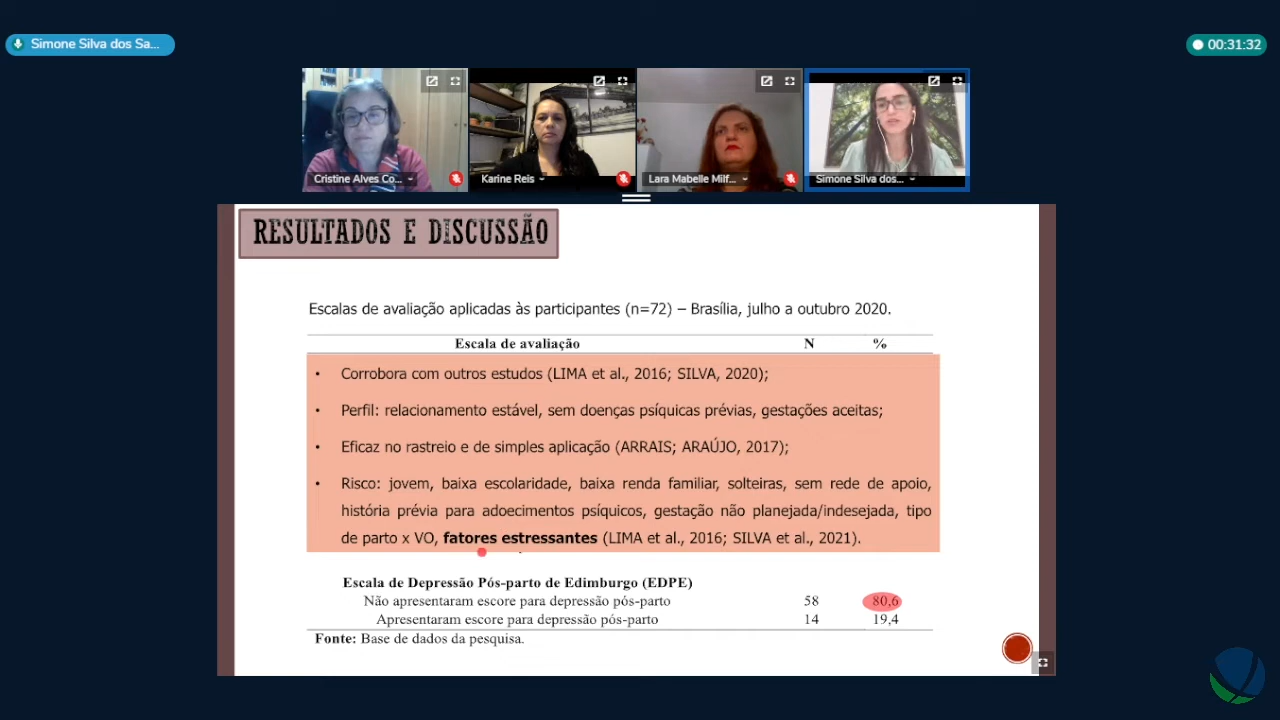 Simone Silva dos Sa...
00:31:32
Cristine Alves Co...
Karine Reis
Lara Mabelle Milf...
Simone Silva dos...
RESULTADOS E DISCUSSÃO
Escalas de avaliação aplicadas às participantes (n=72) – Brasília, julho a outubro 2020.
Escala de avaliação N %
• Corrobora com outros estudos (LIMA et al., 2016; SILVA, 2020);
• Perfil: relacionamento estável, sem doenças psíquicas prévias, gestações aceitas;
• Eficaz no rastreio e de simples aplicação (ARRAIS; ARAÚJO, 2017);
• Risco: jovem, baixa escolaridade, baixa renda familiar, solteiras, sem rede de apoio,
história prévia para adoecimentos psíquicos, gestação não planejada/indesejada, tipo
de parto x VO, fatores estressantes (LIMA et al., 2016; SILVA et al., 2021).
Escala de Depressão Pós-parto de Edimburgo (EDPE)
Não apresentaram escore para depressão pós-parto 58 80,6
Apresentaram escore para depressão pós-parto 14 19,4
Fonte: Base de dados da pesquisa.